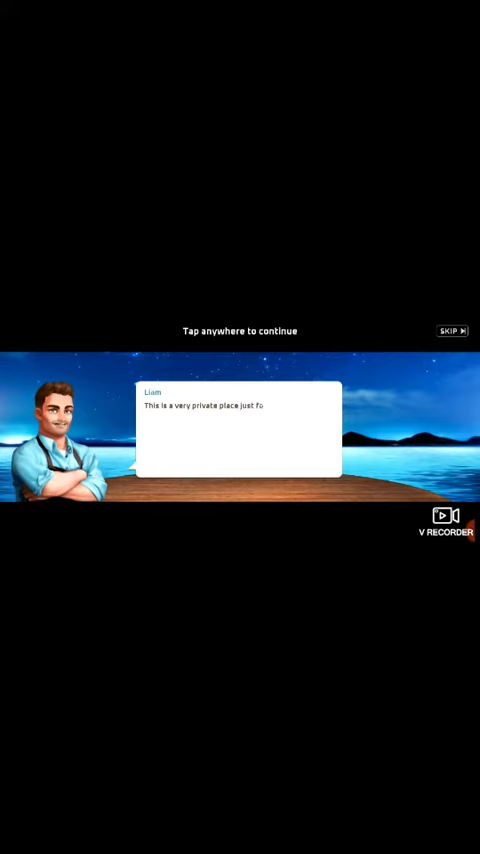 Tap anywhere to continue
SKIP
Liam
This is a very private place just fo
V RECORDER